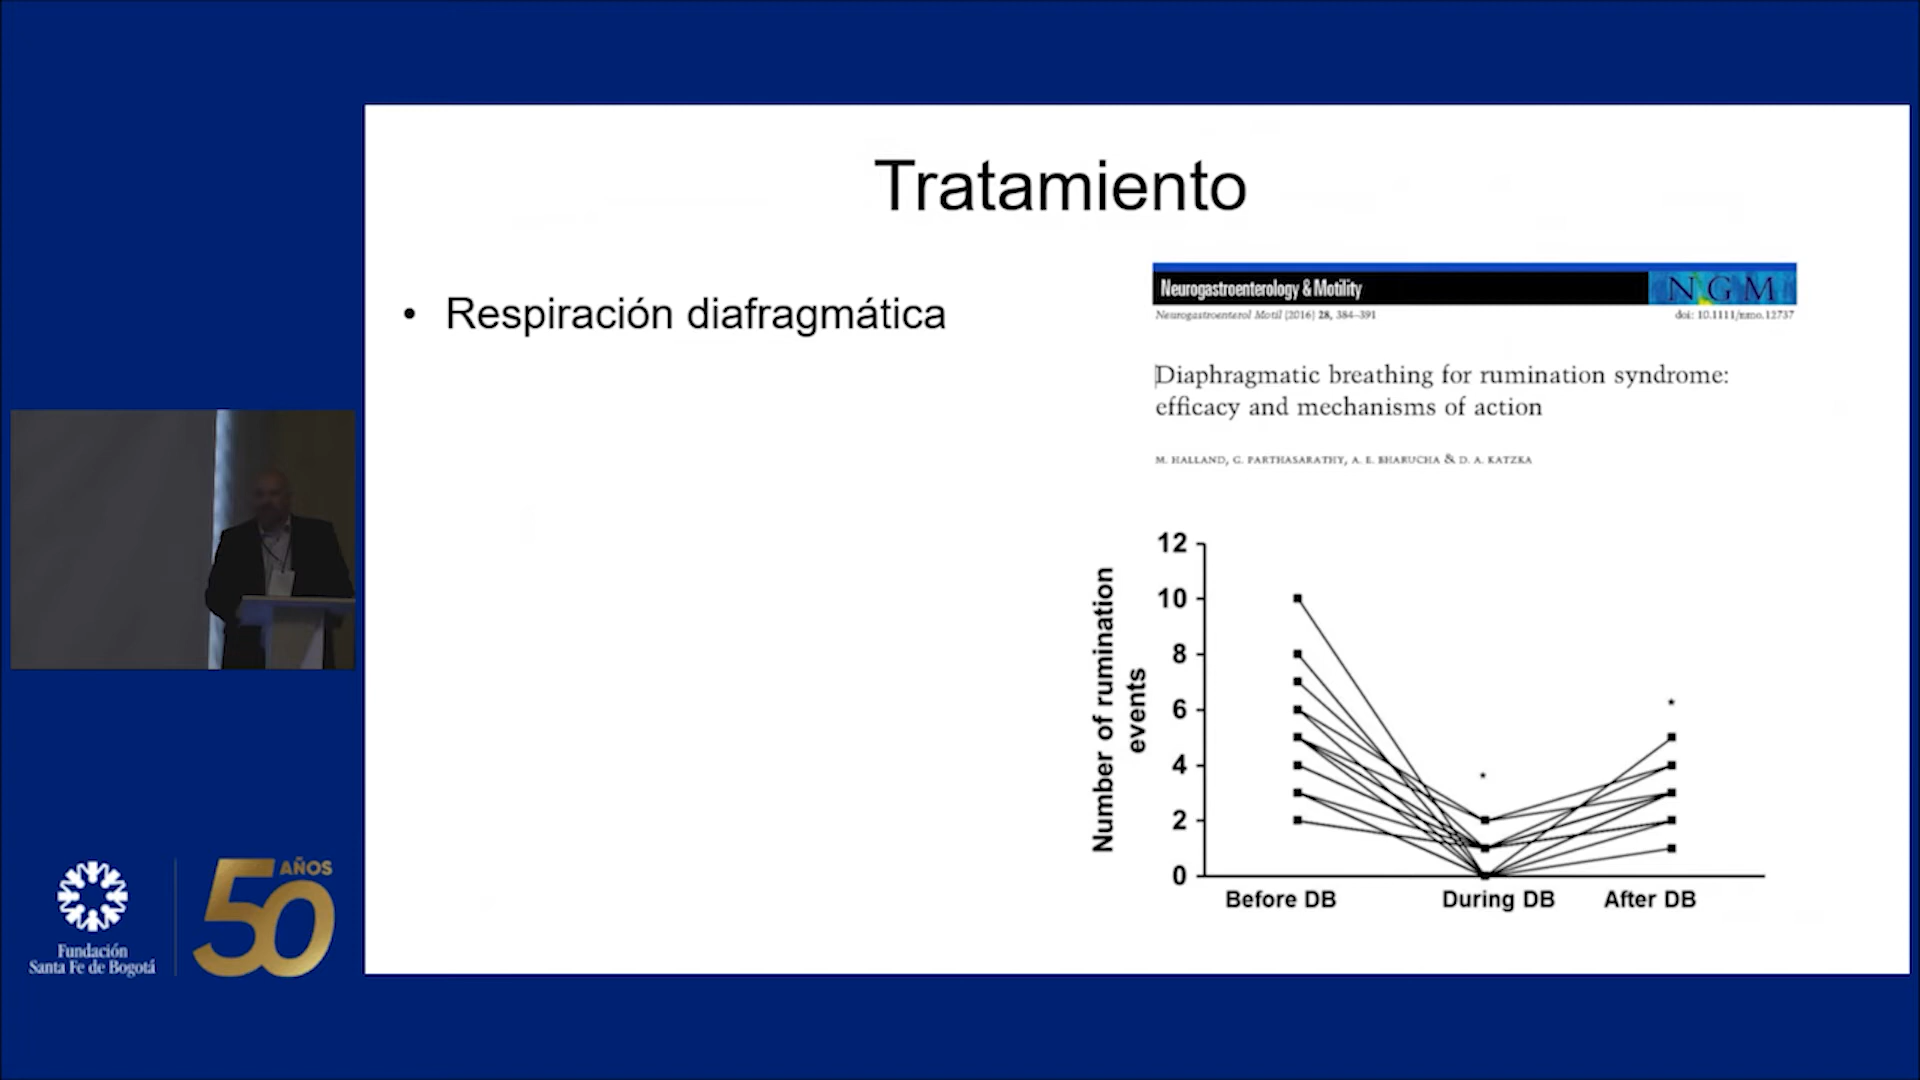 Tratamiento
• Respiración diafragmática
Neurogastroenterology & Motility
NGM
Neurogastroenterol Motil (2016) 28, 384–391
doi: 10.1111/nmo.12737
Diaphragmatic breathing for rumination syndrome:
efficacy and mechanisms of action
M. HALLAND, G. PARTHASARATHY, A. E. BHARUCHA & D. A. KATZKA
12
10
8
6
4
2
0
Number of rumination
events
*
*
Before DB
During DB
After DB
Fundación
Santa Fe de Bogotá
50
AÑOS